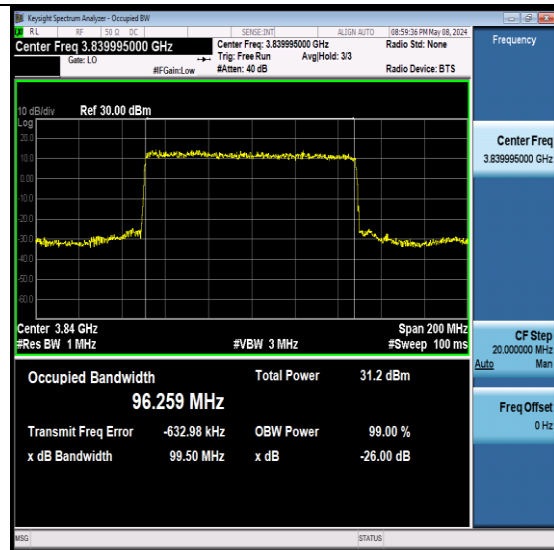 Keysight Spectrum Analyzer - Occupied BW
RL RF 50 Ω DC SENSE:INT ALIGN AUTO 08:59:36 PM May 08, 2024
Center Freq 3.839995000 GHz
Center Freq: 3.839995000 GHz
Radio Std: None
Gate: LO
Trig: Free Run Avg|Hold: 3/3
#IFGain:Low
#Atten: 40 dB
Radio Device: BTS
10 dB/div Ref 30.00 dBm
Log
20.0
10.0
0.00
-10.0
-20.0
-30.0
-40.0
-50.0
-60.0
Center 3.84 GHz
Span 200 MHz
#Res BW 1 MHz
#VBW 3 MHz
#Sweep 100 ms
Occupied Bandwidth
Total Power 31.2 dBm
96.259 MHz
Transmit Freq Error -632.98 kHz
OBW Power 99.00 %
x dB Bandwidth 99.50 MHz
x dB -26.00 dB
MSG
STATUS
Frequency
Center Freq
3.839995000 GHz
CF Step
20.000000 MHz
Auto Man
Freq Offset
0 Hz